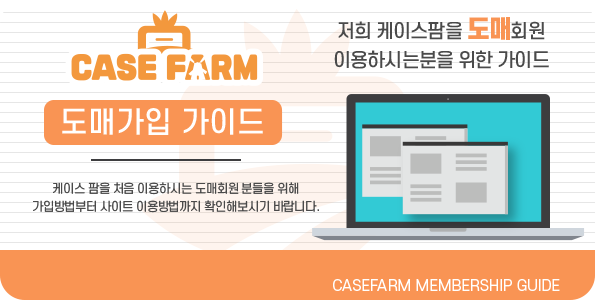 CASE FARM
도매가입 가이드
케이스 팜을 처음 이용하시는 도매회원 분들을 위해
가입방법부터 사이트 이용방법까지 확인해보시기 바랍니다.
저희 케이스팜을 도매회원
이용하시는분을 위한 가이드
CASEFARM MEMBERSHIP GUIDE